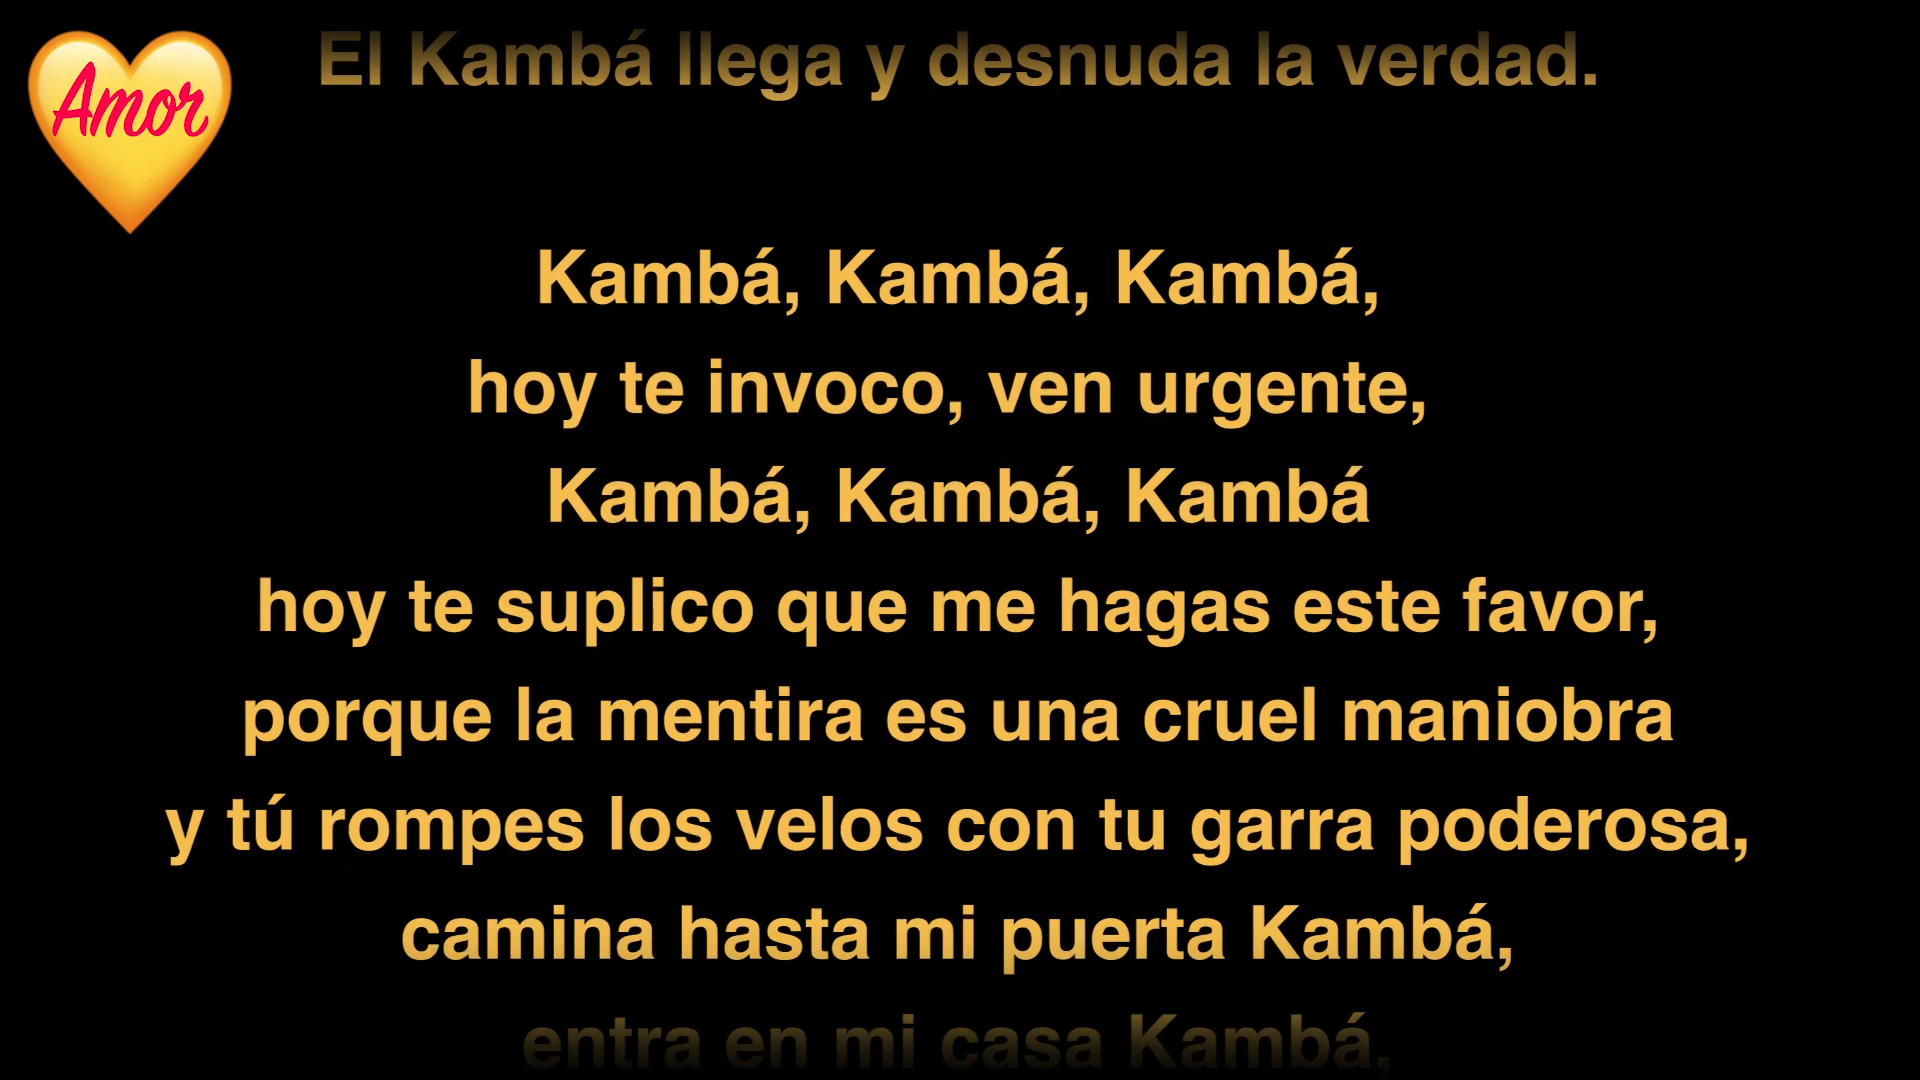 Amor
El Kambá llega y desnuda la verdad.
Kambá, Kambá, Kambá,
hoy te invoco, ven urgente,
Kambá, Kambá, Kambá
hoy te suplico que me hagas este favor,
porque la mentira es una cruel maniobra
y tú rompes los velos con tu garra poderosa,
camina hasta mi puerta Kambá,
entra en mi casa Kambá,